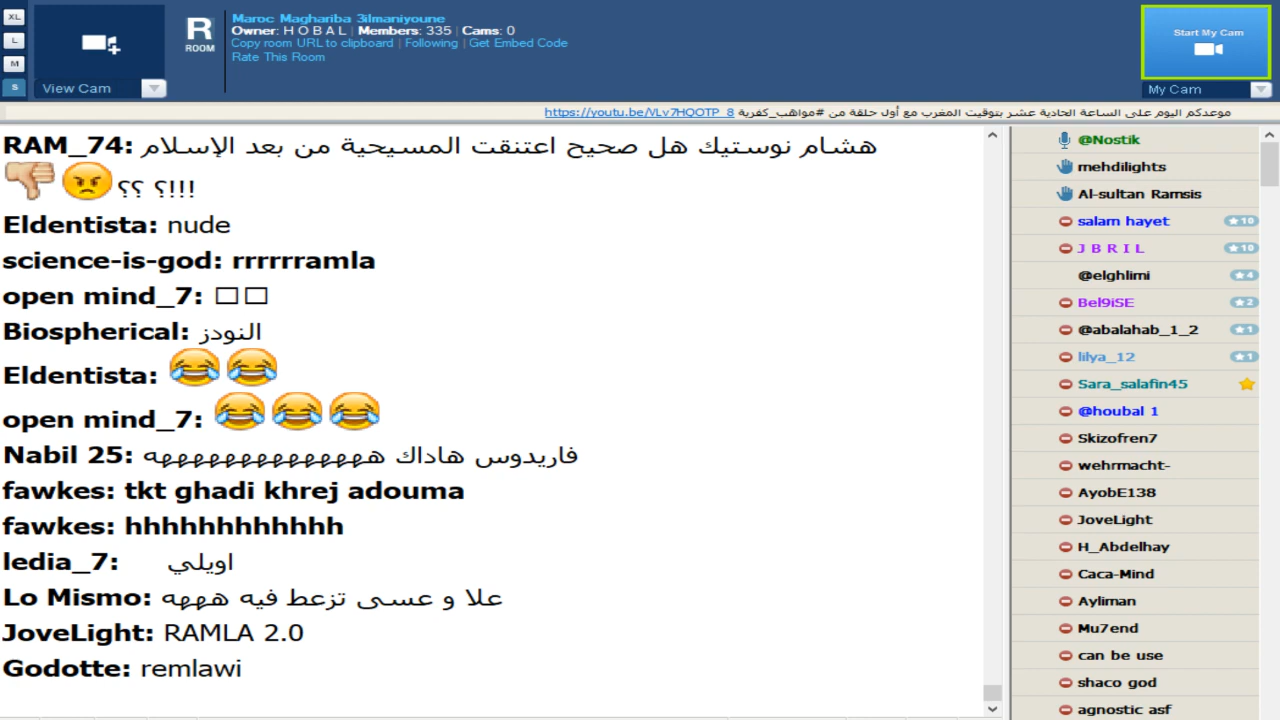 XL
L
M
S
View Cam
R
ROOM
Maroc Maghariba 3ilmaniyoune
Owner: H O B A L | Members: 335 | Cams: 0
Copy room URL to clipboard | Following | Get Embed Code
Rate This Room
Start My Cam
My Cam
موعدكم اليوم على الساعة الحادية عشر بتوقيت المغرب مع أول حلقة من #مواهب_كفرية https://youtu.be/VLv7HQOTP_8
RAM_74: هشام نوستيك هل صحيح اعتنقت المسيحية من بعد الإسلام
؟؟ ؟!!!
Eldentista: nude
science-is-god: rrrrrramla
open mind_7: □□
Biospherical: النودز
Eldentista: 😂😂
open mind_7: 😂😂😂
Nabil 25: فاريدوس هاداك هههههههههههههههه
fawkes: tkt ghadi khrej adouma
fawkes: hhhhhhhhhhhh
ledia_7: اويلي
Lo Mismo: علا و عسى تزعط فيه ههههه
JoveLight: RAMLA 2.0
Godotte: remlawi
@Nostik
mehdilights
Al-sultan Ramsis
salam hayet ★10
J B R I L ★10
@elghlimi ★4
Bel9iSE ★2
@abalahab_1_2 ★1
lilya_12 ★1
Sara_salafin45
@houbal 1
Skizofren7
wehrmacht-
AyobE138
JoveLight
H_Abdelhay
Caca-Mind
Ayliman
Mu7end
can be use
shaco god
agnostic asf